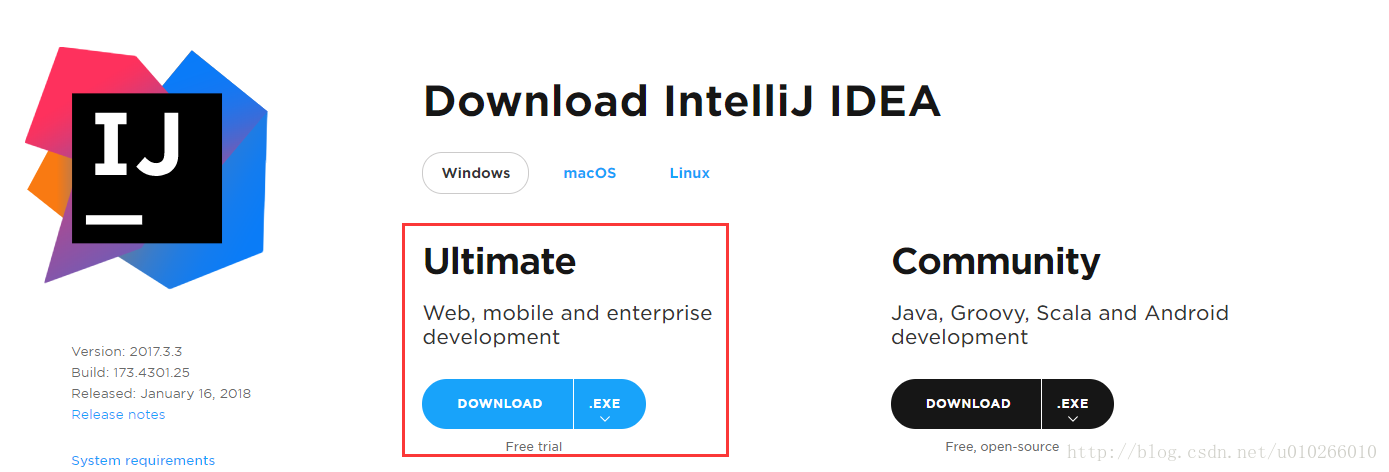 IJ
Download IntelliJ IDEA
Windows
macOS
Linux
Ultimate
Web, mobile and enterprise
development
DOWNLOAD
.EXE
Free trial
Community
Java, Groovy, Scala and Android
development
DOWNLOAD
.EXE
Free, open-source
Version: 2017.3.3
Build: 173.4301.25
Released: January 16, 2018
Release notes
System requirements
http://blog.csdn.net/u010266010